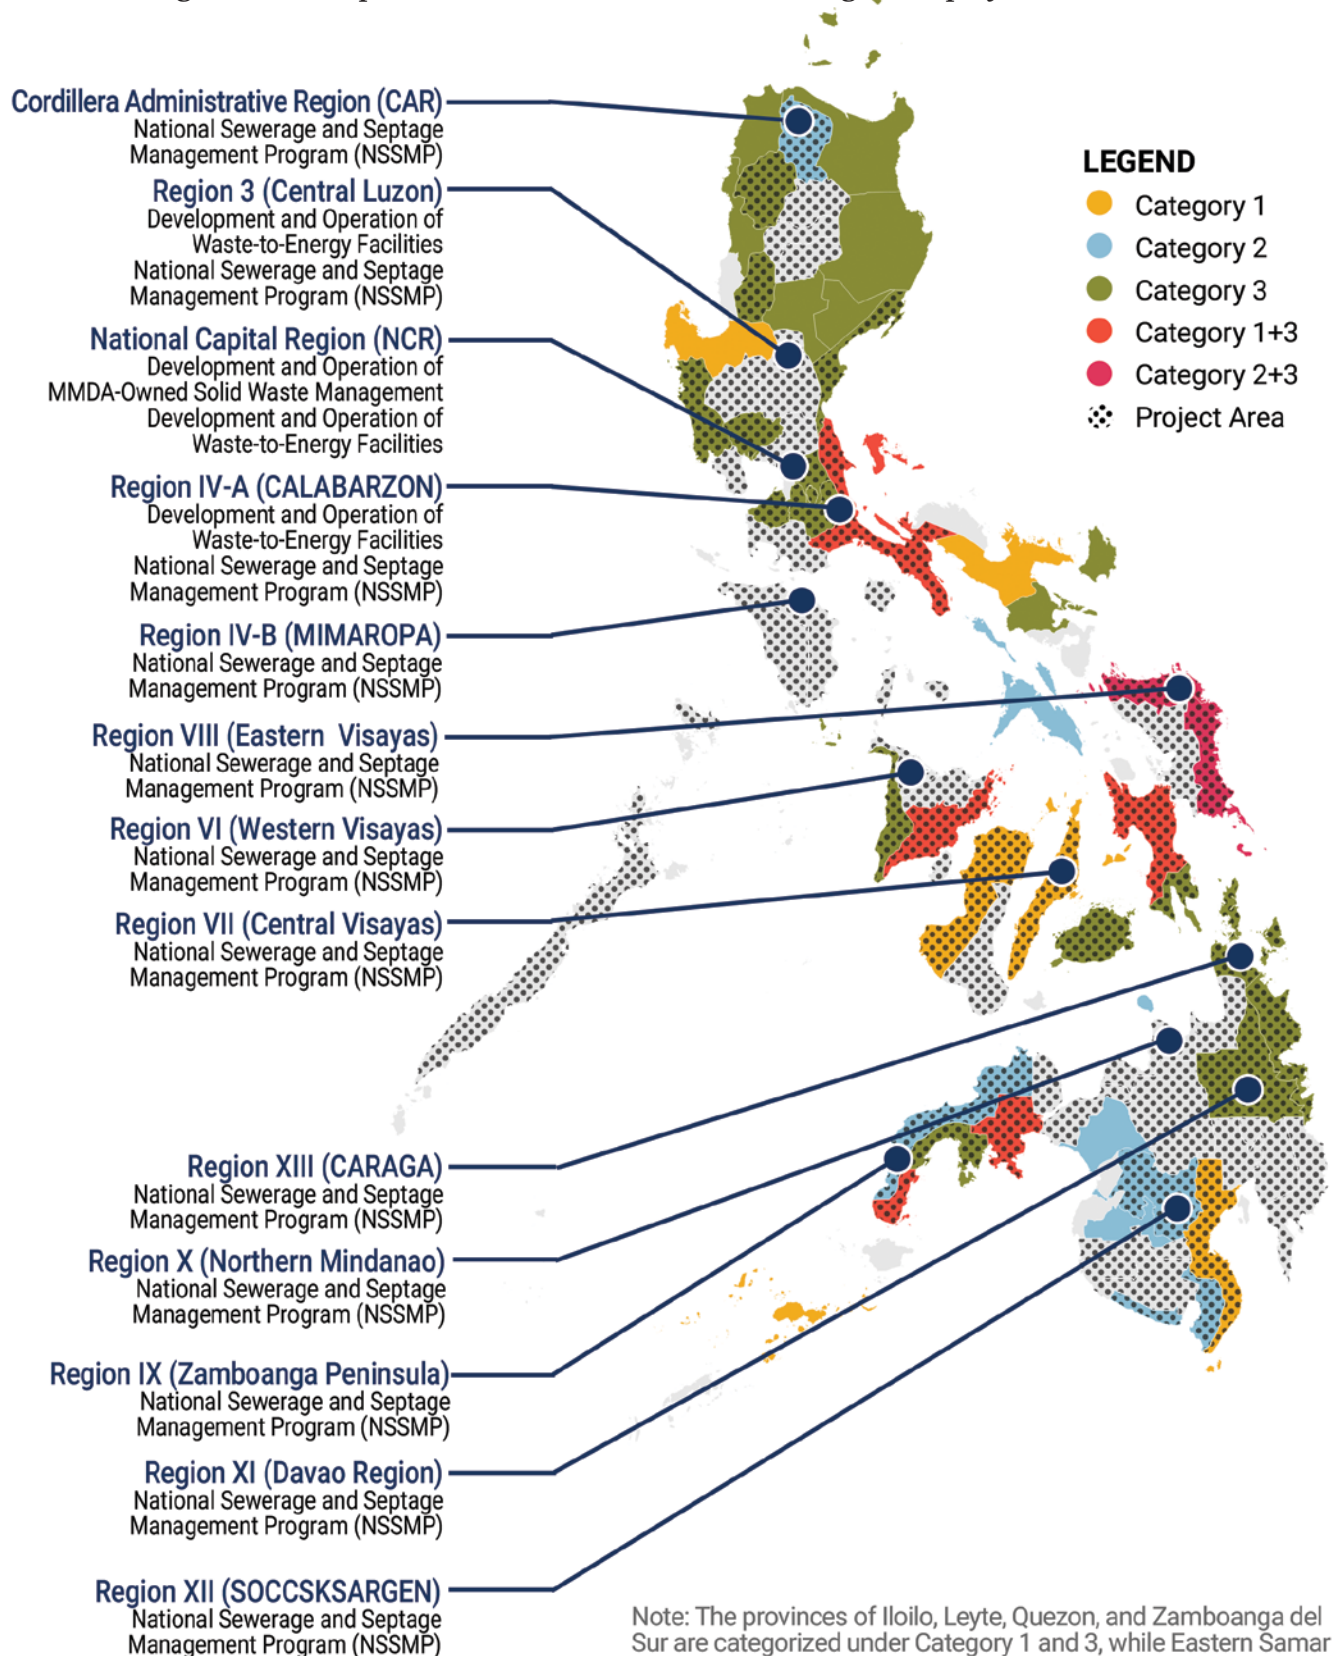 Cordillera Administrative Region (CAR)
National Sewerage and Septage
Management Program (NSSMP)
Region 3 (Central Luzon)
Development and Operation of
Waste-to-Energy Facilities
National Sewerage and Septage
Management Program (NSSMP)
National Capital Region (NCR)
Development and Operation of
MMDA-Owned Solid Waste Management
Development and Operation of
Waste-to-Energy Facilities
Region IV-A (CALABARZON)
Development and Operation of
Waste-to-Energy Facilities
National Sewerage and Septage
Management Program (NSSMP)
Region IV-B (MIMAROPA)
National Sewerage and Septage
Management Program (NSSMP)
Region VIII (Eastern Visayas)
National Sewerage and Septage
Management Program (NSSMP)
Region VI (Western Visayas)
National Sewerage and Septage
Management Program (NSSMP)
Region VII (Central Visayas)
National Sewerage and Septage
Management Program (NSSMP)
Region XIII (CARAGA)
National Sewerage and Septage
Management Program (NSSMP)
Region X (Northern Mindanao)
National Sewerage and Septage
Management Program (NSSMP)
Region IX (Zamboanga Peninsula)
National Sewerage and Septage
Management Program (NSSMP)
Region XI (Davao Region)
National Sewerage and Septage
Management Program (NSSMP)
Region XII (SOCCSKSARGEN)
National Sewerage and Septage
Management Program (NSSMP)
LEGEND
Category 1
Category 2
Category 3
Category 1+3
Category 2+3
Project Area
Note: The provinces of Iloilo, Leyte, Quezon, and Zamboanga del
Sur are categorized under Category 1 and 3, while Eastern Samar